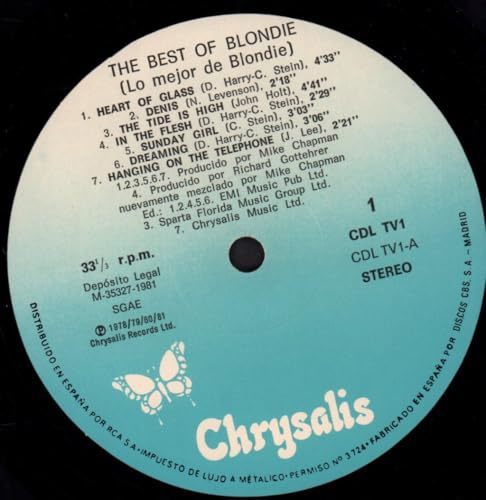 THE BEST OF BLONDIE
(Lo mejor de Blondie)
1. HEART OF GLASS (D. Harry-C. Stein), 4'33"
2. DENIS (N. Levenson), 2'18"
3. THE TIDE IS HIGH (John Holt), 4'41"
4. IN THE FLESH (D. Harry-C. Stein), 2'29"
5. SUNDAY GIRL (C. Stein), 3'03"
6. DREAMING (D. Harry-C. Stein), 3'06"
7. HANGING ON THE TELEPHONE (J. Lee), 2'21"
1.2.3.5.6.7. Producido por Mike Chapman
4. Producido por Richard Gottehrer
nuevamente mezclado por Mike Chapman
Ed.: 1.2.4.5.6. EMI Music Pub Ltd.
3. Sparta Florida Music Group Ltd.
7. Chrysalis Music Ltd.
33 1/3 r.p.m.
Depósito Legal
M-35327-1981
SGAE
℗ 1978/79/80/81
Chrysalis Records Ltd.
1
CDL TV1
CDL TV1-A
STEREO
Chrysalis
DISTRIBUIDO EN ESPAÑA POR RCA S.A · IMPUESTO DE LUJO A METÁLICO · PERMISO Nº 3724 · FABRICADO EN ESPAÑA POR DISCOS CBS, S.A. - MADRID